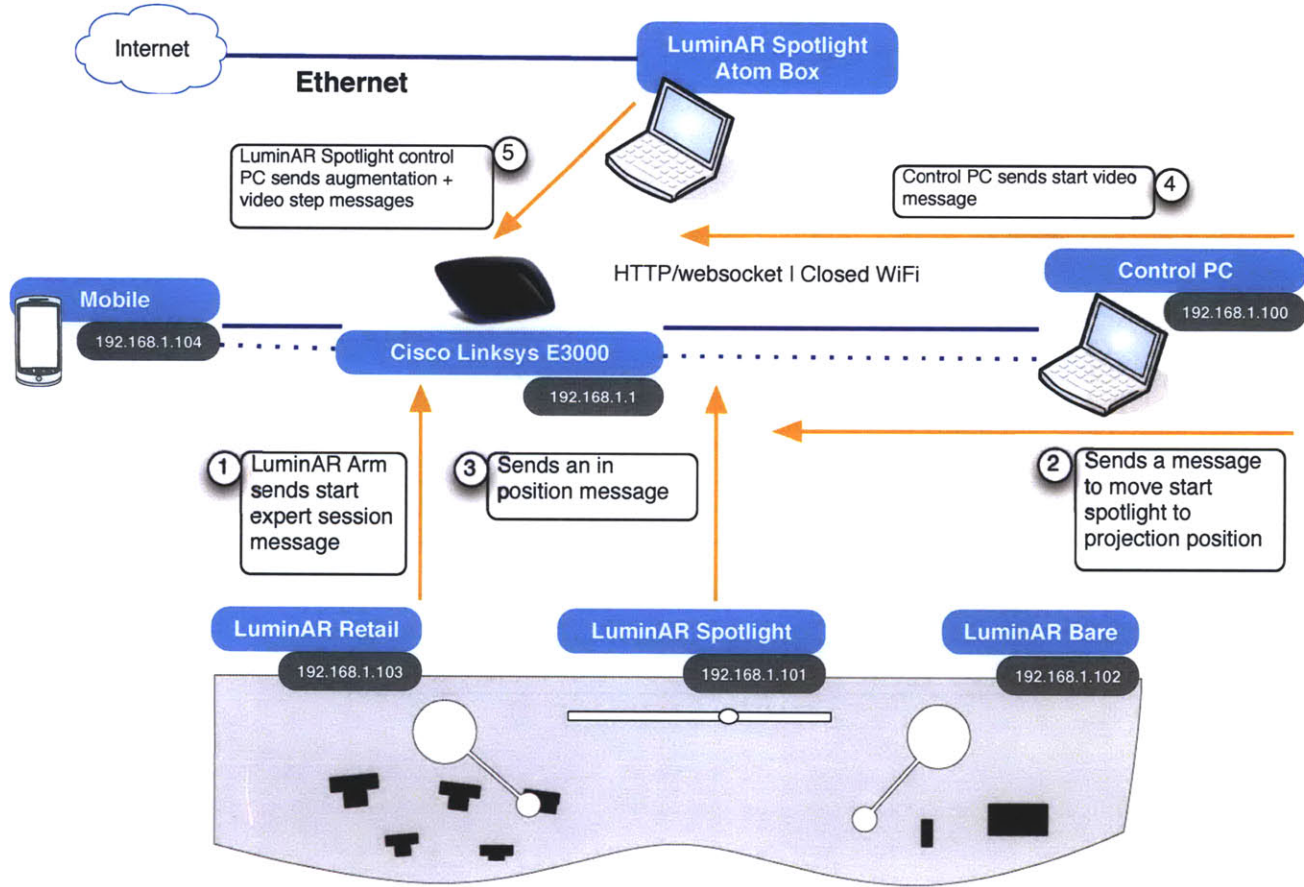 Internet
Ethernet
LuminAR Spotlight
Atom Box
LuminAR Spotlight control
PC sends augmentation +
video step messages
5
Control PC sends start video
message
4
HTTP/websocket | Closed WiFi
Control PC
192.168.1.100
Mobile
192.168.1.104
Cisco Linksys E3000
192.168.1.1
1
LuminAR Arm
sends start
expert session
message
3
Sends an in
position message
2
Sends a message
to move start
spotlight to
projection position
LuminAR Retail
192.168.1.103
LuminAR Spotlight
192.168.1.101
LuminAR Bare
192.168.1.102